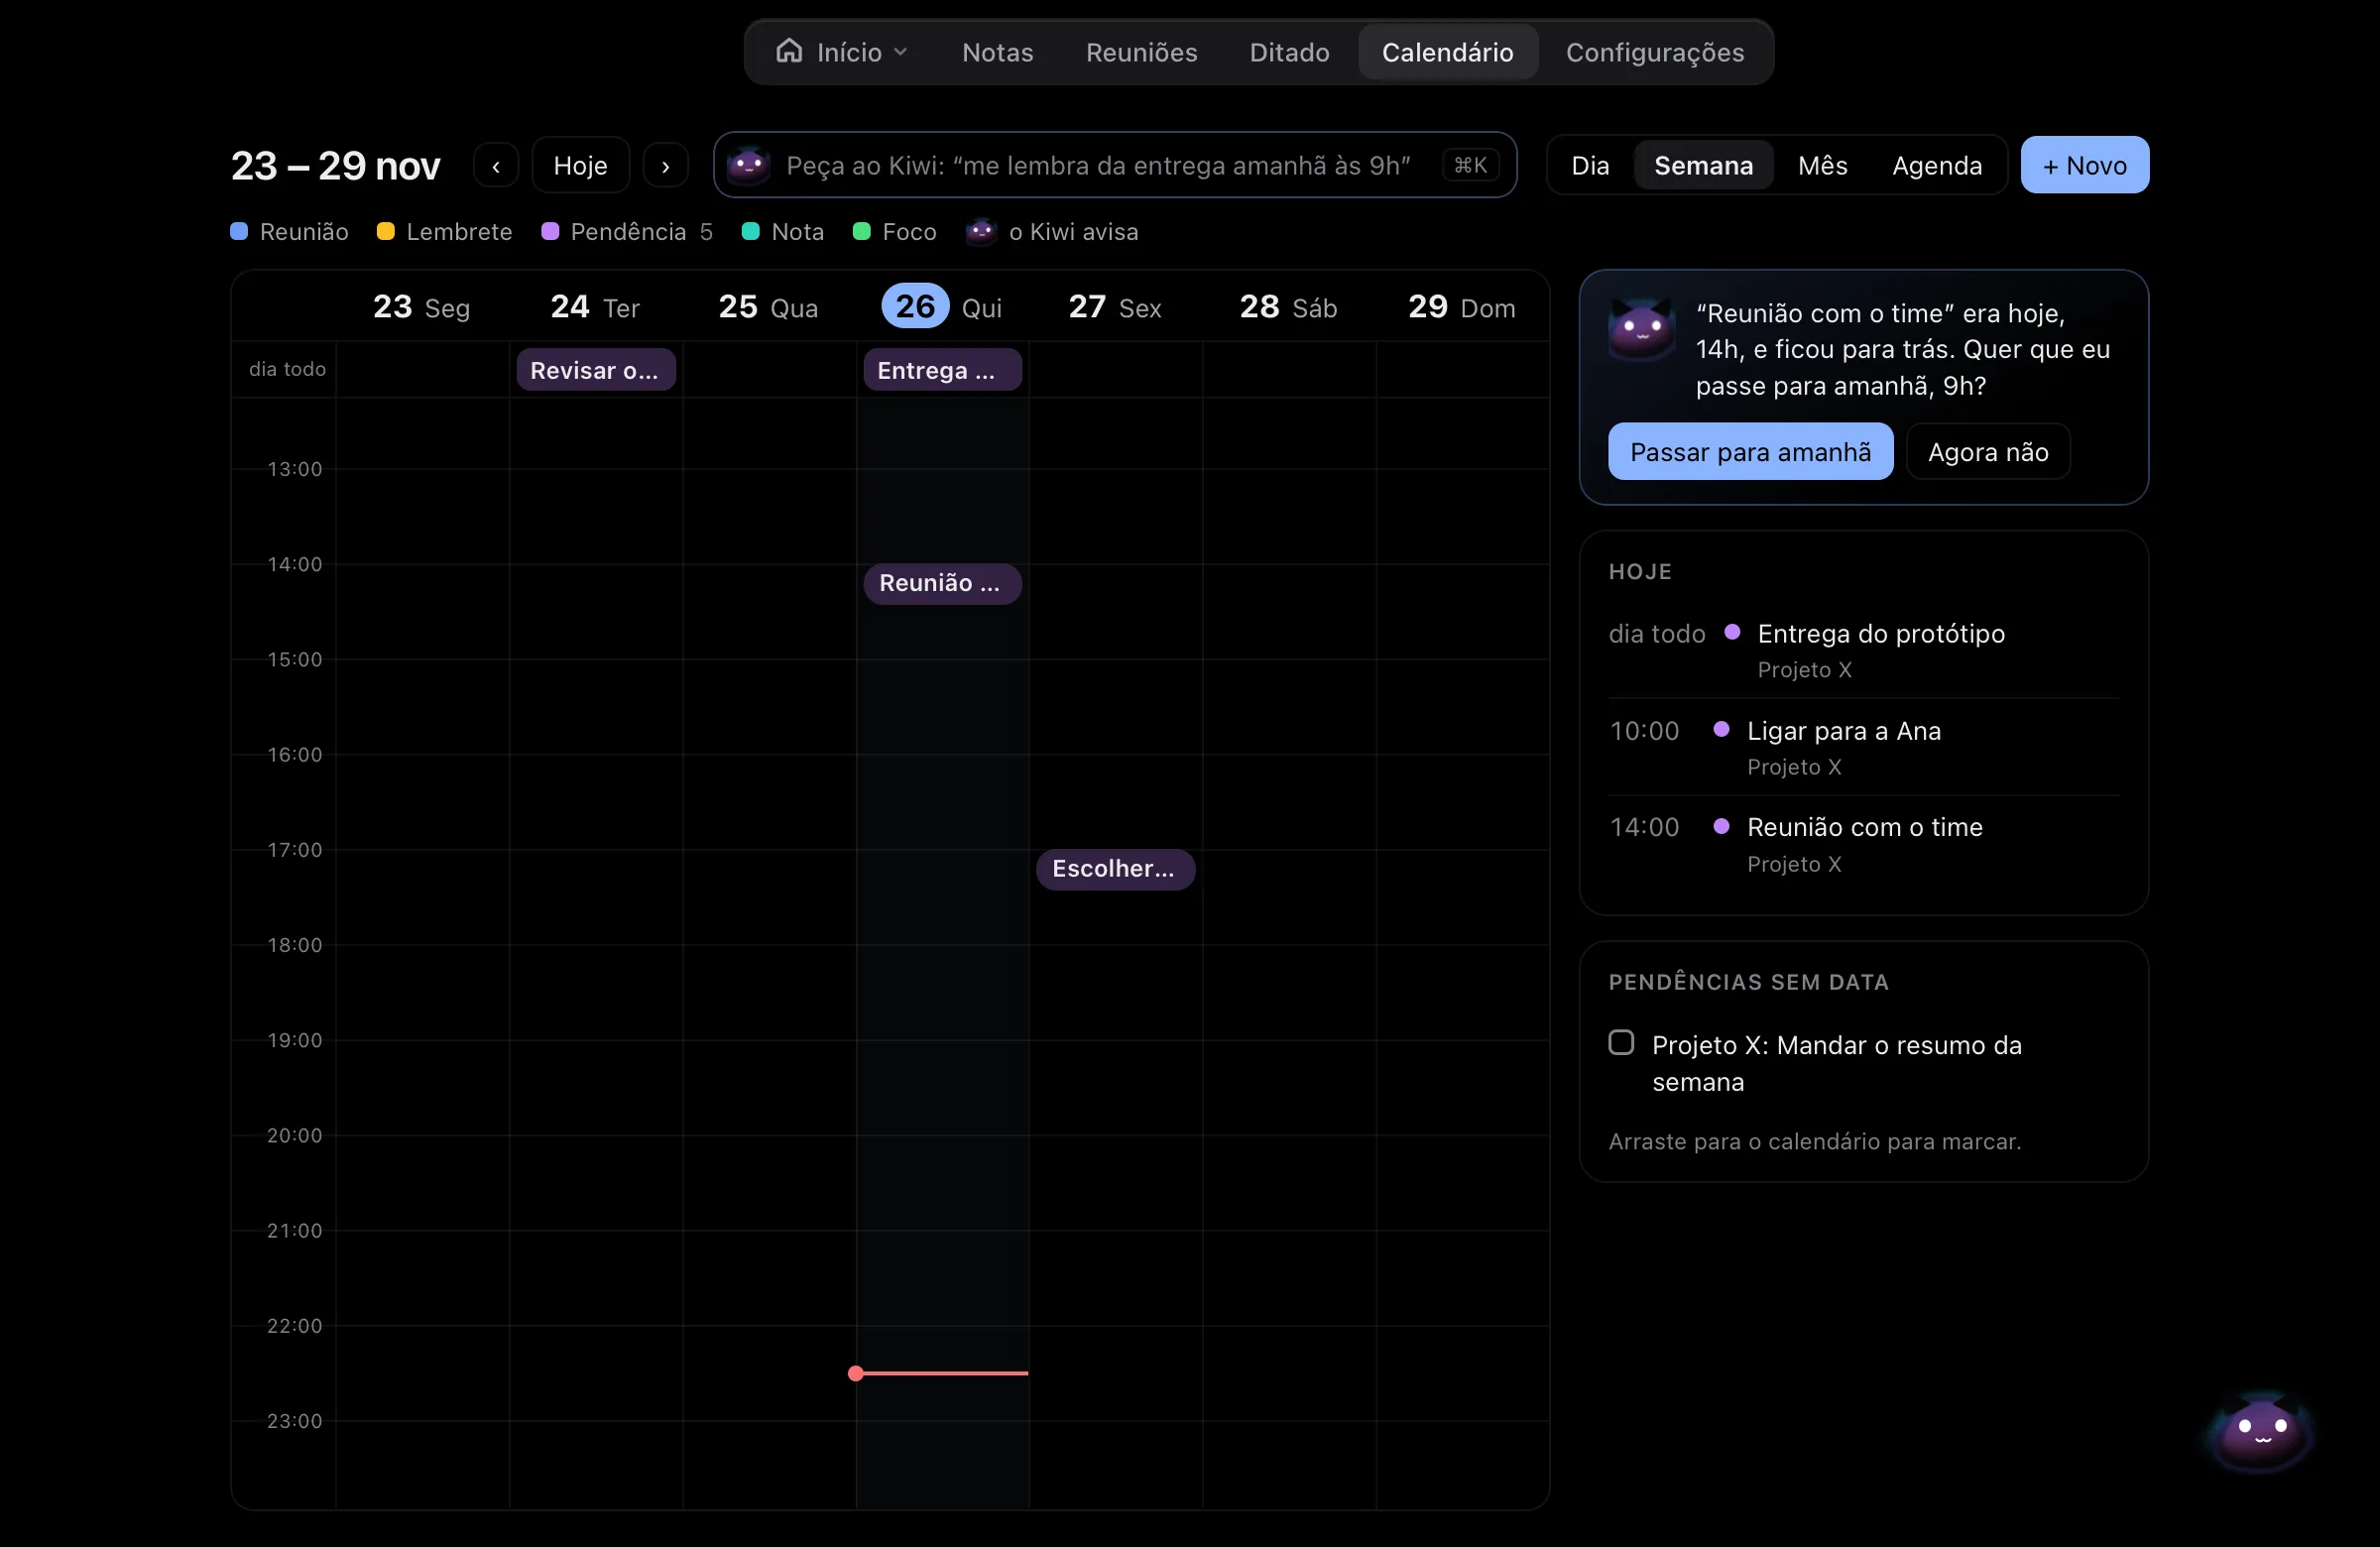 Início
Notas
Reuniões
Ditado
Calendário
Configurações
23 – 29 nov
‹
Hoje
›
Peça ao Kiwi: “me lembra da entrega amanhã às 9h”
⌘K
Dia
Semana
Mês
Agenda
+ Novo
Reunião
Lembrete
Pendência 5
Nota
Foco
o Kiwi avisa
23 Seg
24 Ter
25 Qua
26 Qui
27 Sex
28 Sáb
29 Dom
dia todo
Revisar o...
Entrega ...
13:00
14:00
Reunião ...
15:00
16:00
17:00
Escolher...
18:00
19:00
20:00
21:00
22:00
23:00
“Reunião com o time” era hoje,
14h, e ficou para trás. Quer que eu
passe para amanhã, 9h?
Passar para amanhã
Agora não
HOJE
dia todo
Entrega do protótipo
Projeto X
10:00
Ligar para a Ana
Projeto X
14:00
Reunião com o time
Projeto X
PENDÊNCIAS SEM DATA
Projeto X: Mandar o resumo da
semana
Arraste para o calendário para marcar.